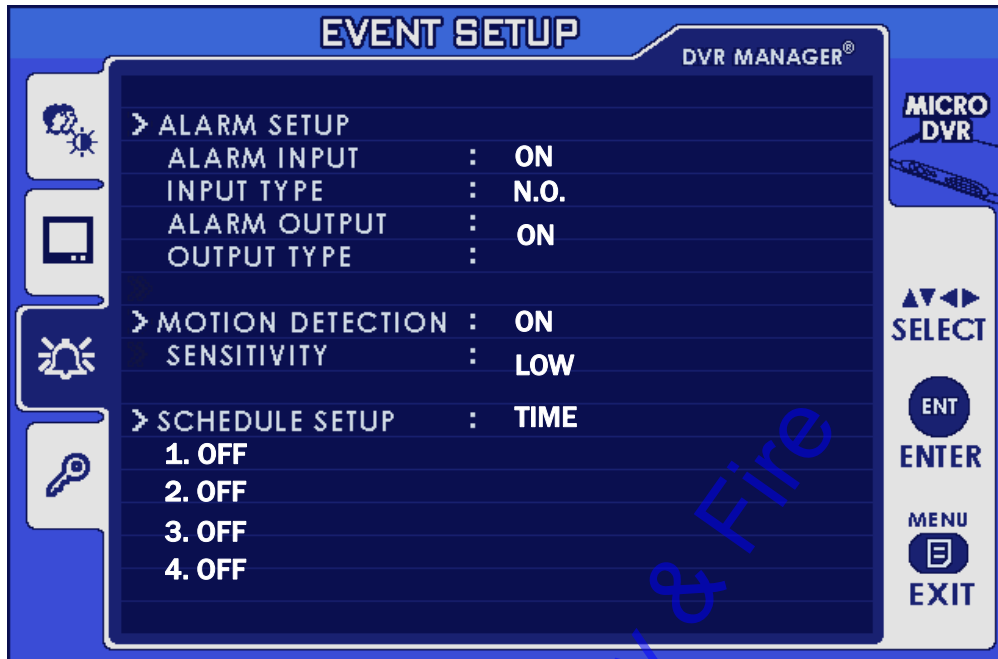 EVENT SETUP
DVR MANAGER®
MICRO
DVR
> ALARM SETUP
ALARM INPUT : ON
INPUT TYPE : N.O.
ALARM OUTPUT : ON
OUTPUT TYPE :
> MOTION DETECTION : ON
SENSITIVITY : LOW
> SCHEDULE SETUP : TIME
1. OFF
2. OFF
3. OFF
4. OFF
▲▼◀▶
SELECT
ENT
ENTER
MENU
EXIT
& Fire